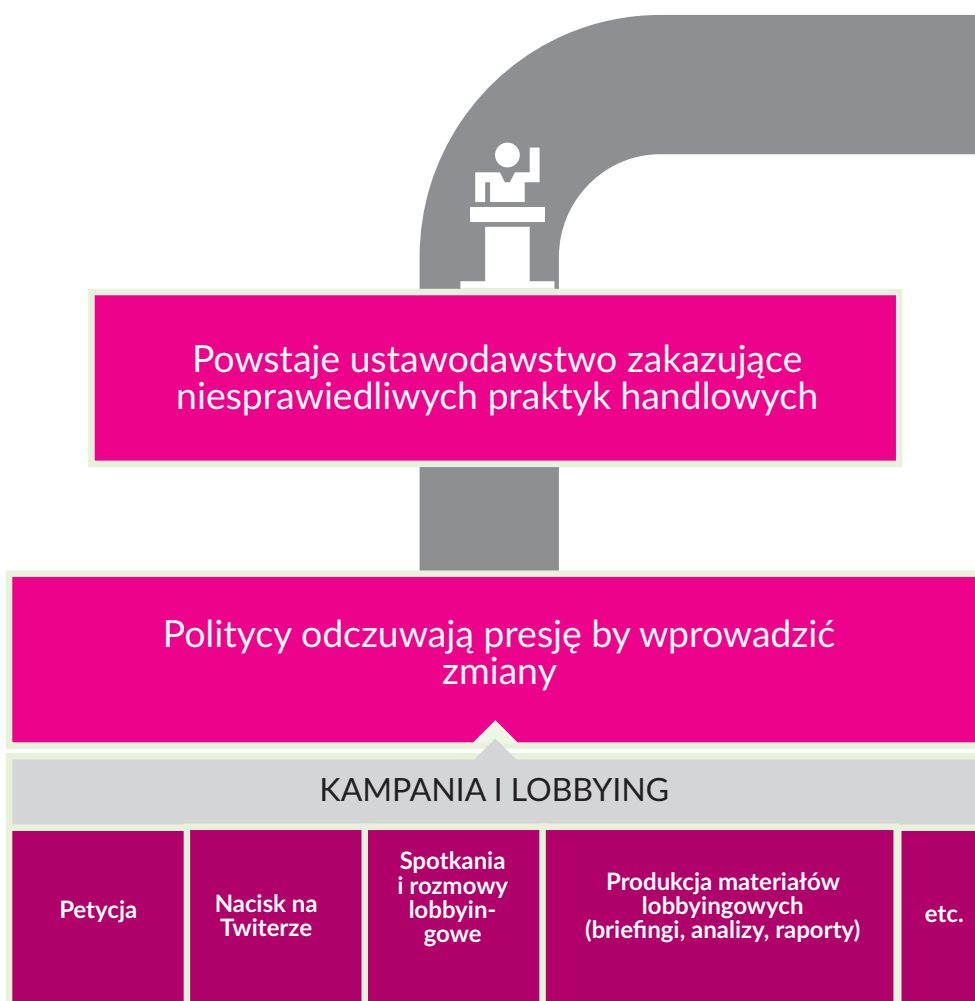 Powstaje ustawodawstwo zakazujące
niesprawiedliwych praktyk handlowych
Politycy odczuwają presję by wprowadzić
zmiany
KAMPANIA I LOBBYING
Petycja
Nacisk na
Twiterze
Spotkania
i rozmowy
lobbyin-
gowe
Produkcja materiałów
lobbyingowych
(briefingi, analizy, raporty)
etc.